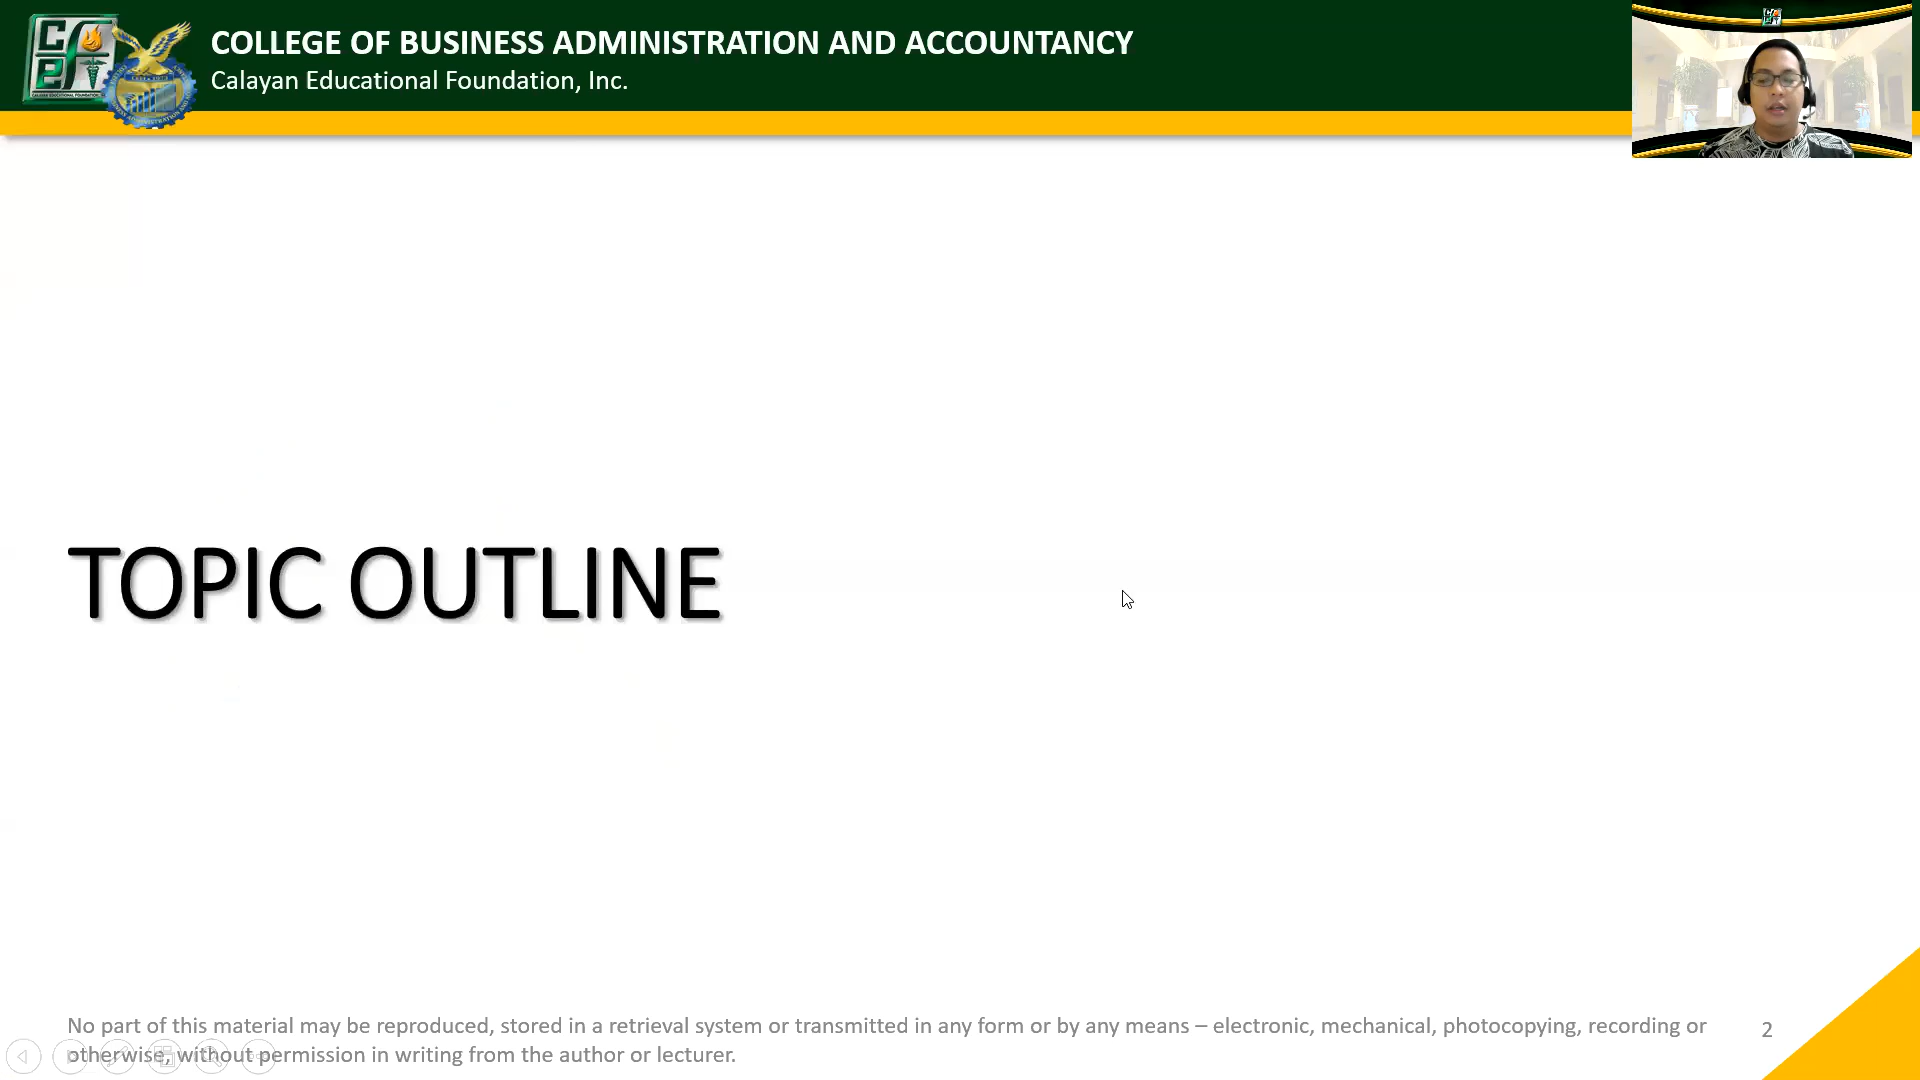 COLLEGE OF BUSINESS ADMINISTRATION AND ACCOUNTANCY
Calayan Educational Foundation, Inc.
TOPIC OUTLINE
No part of this material may be reproduced, stored in a retrieval system or transmitted in any form or by any means – electronic, mechanical, photocopying, recording or
otherwise, without permission in writing from the author or lecturer.
2